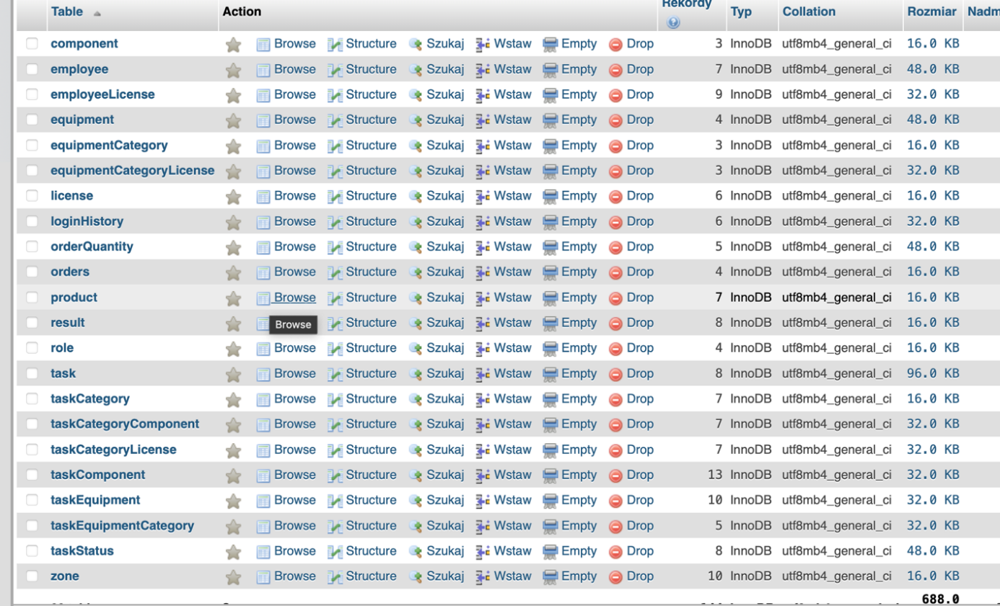 Table Action Rekordy Typ Collation Rozmiar Nadm
component Browse Structure Szukaj Wstaw Empty Drop 3 InnoDB utf8mb4_general_ci 16.0 KB
employee Browse Structure Szukaj Wstaw Empty Drop 7 InnoDB utf8mb4_general_ci 48.0 KB
employeeLicense Browse Structure Szukaj Wstaw Empty Drop 9 InnoDB utf8mb4_general_ci 32.0 KB
equipment Browse Structure Szukaj Wstaw Empty Drop 4 InnoDB utf8mb4_general_ci 48.0 KB
equipmentCategory Browse Structure Szukaj Wstaw Empty Drop 3 InnoDB utf8mb4_general_ci 16.0 KB
equipmentCategoryLicense Browse Structure Szukaj Wstaw Empty Drop 3 InnoDB utf8mb4_general_ci 32.0 KB
license Browse Structure Szukaj Wstaw Empty Drop 6 InnoDB utf8mb4_general_ci 16.0 KB
loginHistory Browse Structure Szukaj Wstaw Empty Drop 6 InnoDB utf8mb4_general_ci 32.0 KB
orderQuantity Browse Structure Szukaj Wstaw Empty Drop 5 InnoDB utf8mb4_general_ci 48.0 KB
orders Browse Structure Szukaj Wstaw Empty Drop 4 InnoDB utf8mb4_general_ci 16.0 KB
product Browse Structure Szukaj Wstaw Empty Drop 7 InnoDB utf8mb4_general_ci 16.0 KB
result Browse Structure Szukaj Wstaw Empty Drop 8 InnoDB utf8mb4_general_ci 16.0 KB
role Browse Structure Szukaj Wstaw Empty Drop 4 InnoDB utf8mb4_general_ci 16.0 KB
task Browse Structure Szukaj Wstaw Empty Drop 8 InnoDB utf8mb4_general_ci 96.0 KB
taskCategory Browse Structure Szukaj Wstaw Empty Drop 7 InnoDB utf8mb4_general_ci 16.0 KB
taskCategoryComponent Browse Structure Szukaj Wstaw Empty Drop 7 InnoDB utf8mb4_general_ci 32.0 KB
taskCategoryLicense Browse Structure Szukaj Wstaw Empty Drop 7 InnoDB utf8mb4_general_ci 32.0 KB
taskComponent Browse Structure Szukaj Wstaw Empty Drop 13 InnoDB utf8mb4_general_ci 32.0 KB
taskEquipment Browse Structure Szukaj Wstaw Empty Drop 10 InnoDB utf8mb4_general_ci 32.0 KB
taskEquipmentCategory Browse Structure Szukaj Wstaw Empty Drop 5 InnoDB utf8mb4_general_ci 32.0 KB
taskStatus Browse Structure Szukaj Wstaw Empty Drop 8 InnoDB utf8mb4_general_ci 48.0 KB
zone Browse Structure Szukaj Wstaw Empty Drop 10 InnoDB utf8mb4_general_ci 16.0 KB
688.0